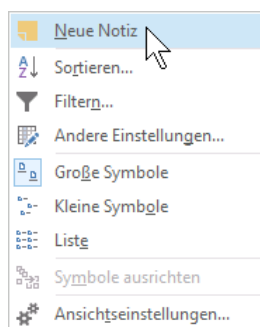 Neue Notiz
Sortieren...
Filtern...
Andere Einstellungen...
Große Symbole
Kleine Symbole
Liste
Symbole ausrichten
Ansichtseinstellungen...